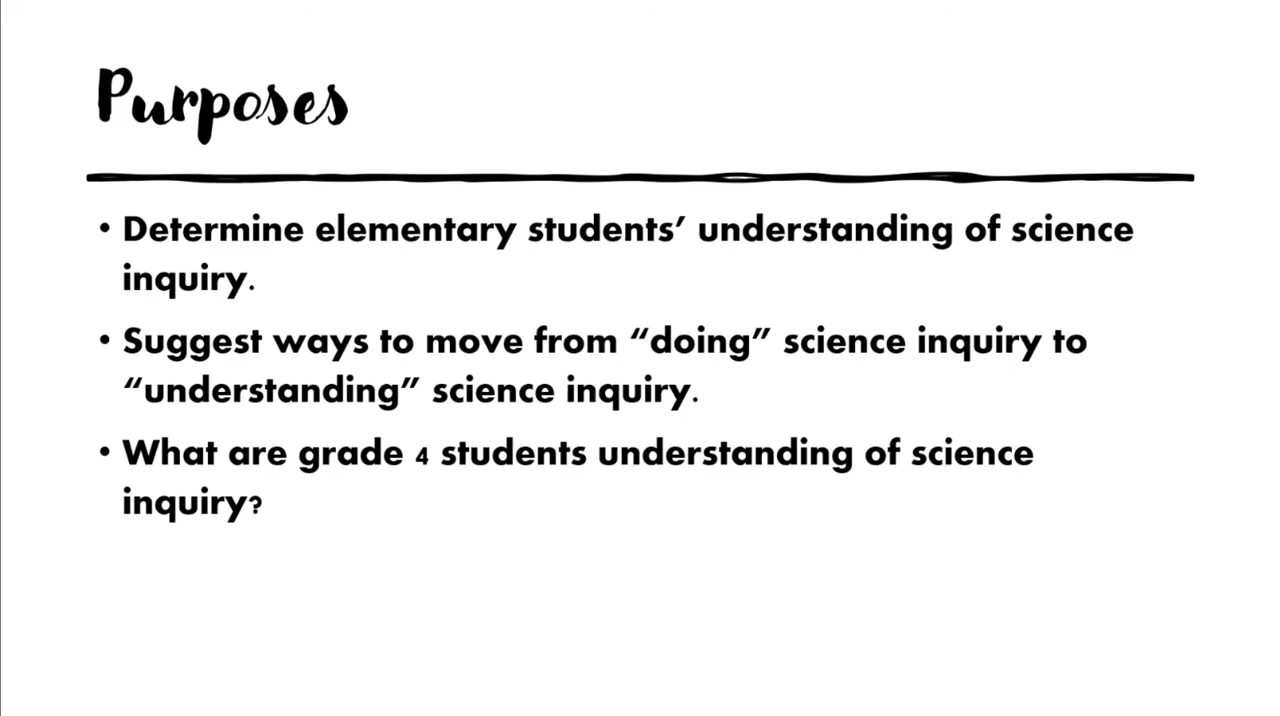 Purposes
• Determine elementary students’ understanding of science
inquiry.
• Suggest ways to move from “doing” science inquiry to
“understanding” science inquiry.
• What are grade 4 students understanding of science
inquiry?